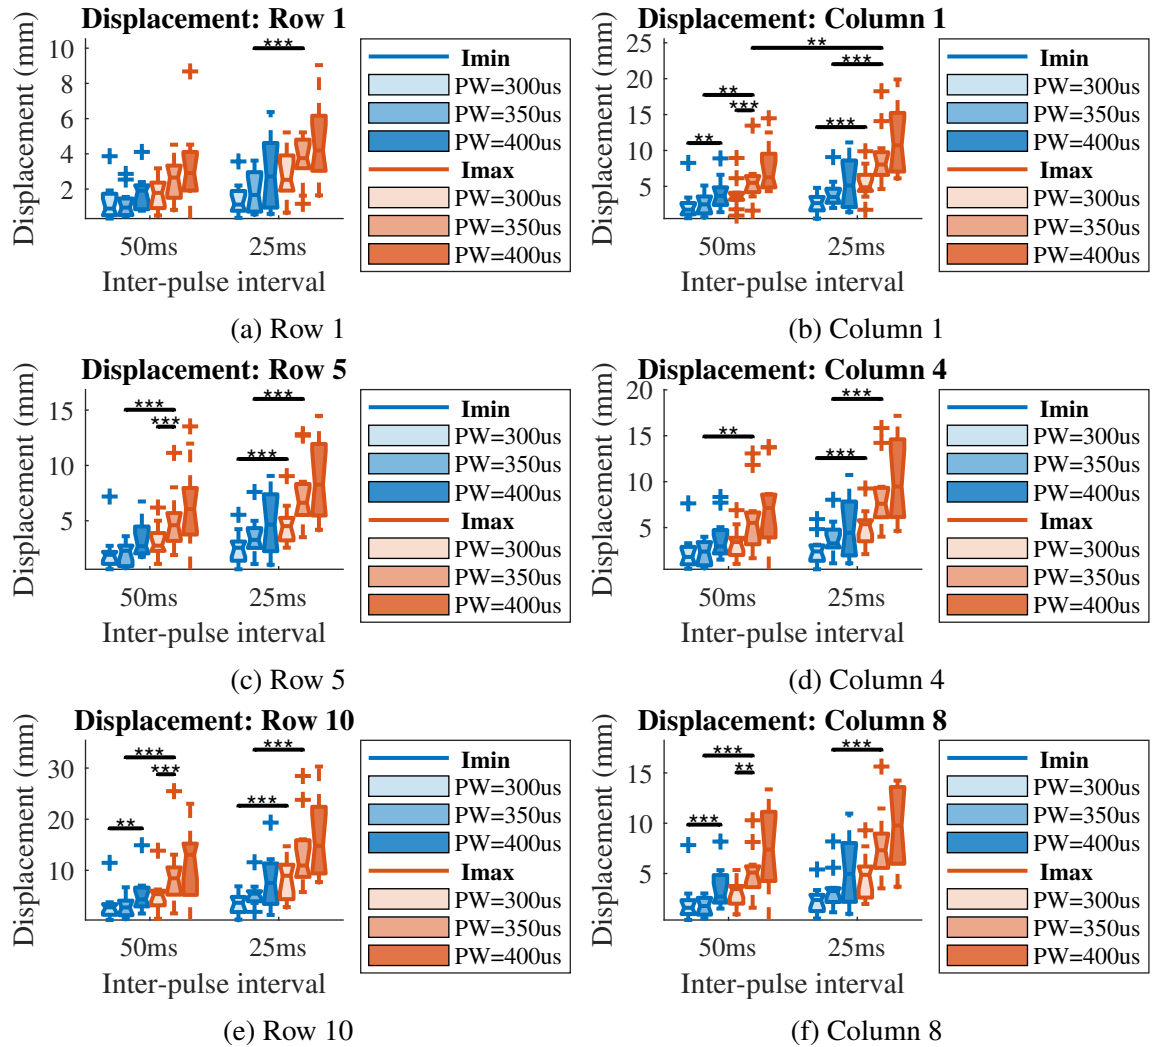 Displacement: Row 1
Displacement (mm)
10
8
6
4
2
***
50ms
25ms
Inter-pulse interval
Imin
PW=300us
PW=350us
PW=400us
Imax
PW=300us
PW=350us
PW=400us
(a) Row 1
Displacement: Column 1
Displacement (mm)
25
20
15
10
5
**
***
**
***
**
***
50ms
25ms
Inter-pulse interval
Imin
PW=300us
PW=350us
PW=400us
Imax
PW=300us
PW=350us
PW=400us
(b) Column 1
Displacement: Row 5
Displacement (mm)
15
10
5
***
***
***
***
50ms
25ms
Inter-pulse interval
Imin
PW=300us
PW=350us
PW=400us
Imax
PW=300us
PW=350us
PW=400us
(c) Row 5
Displacement: Column 4
Displacement (mm)
20
15
10
5
***
**
***
50ms
25ms
Inter-pulse interval
Imin
PW=300us
PW=350us
PW=400us
Imax
PW=300us
PW=350us
PW=400us
(d) Column 4
Displacement: Row 10
Displacement (mm)
30
20
10
***
***
***
***
**
50ms
25ms
Inter-pulse interval
Imin
PW=300us
PW=350us
PW=400us
Imax
PW=300us
PW=350us
PW=400us
(e) Row 10
Displacement: Column 8
Displacement (mm)
15
10
5
***
***
**
***
50ms
25ms
Inter-pulse interval
Imin
PW=300us
PW=350us
PW=400us
Imax
PW=300us
PW=350us
PW=400us
(f) Column 8